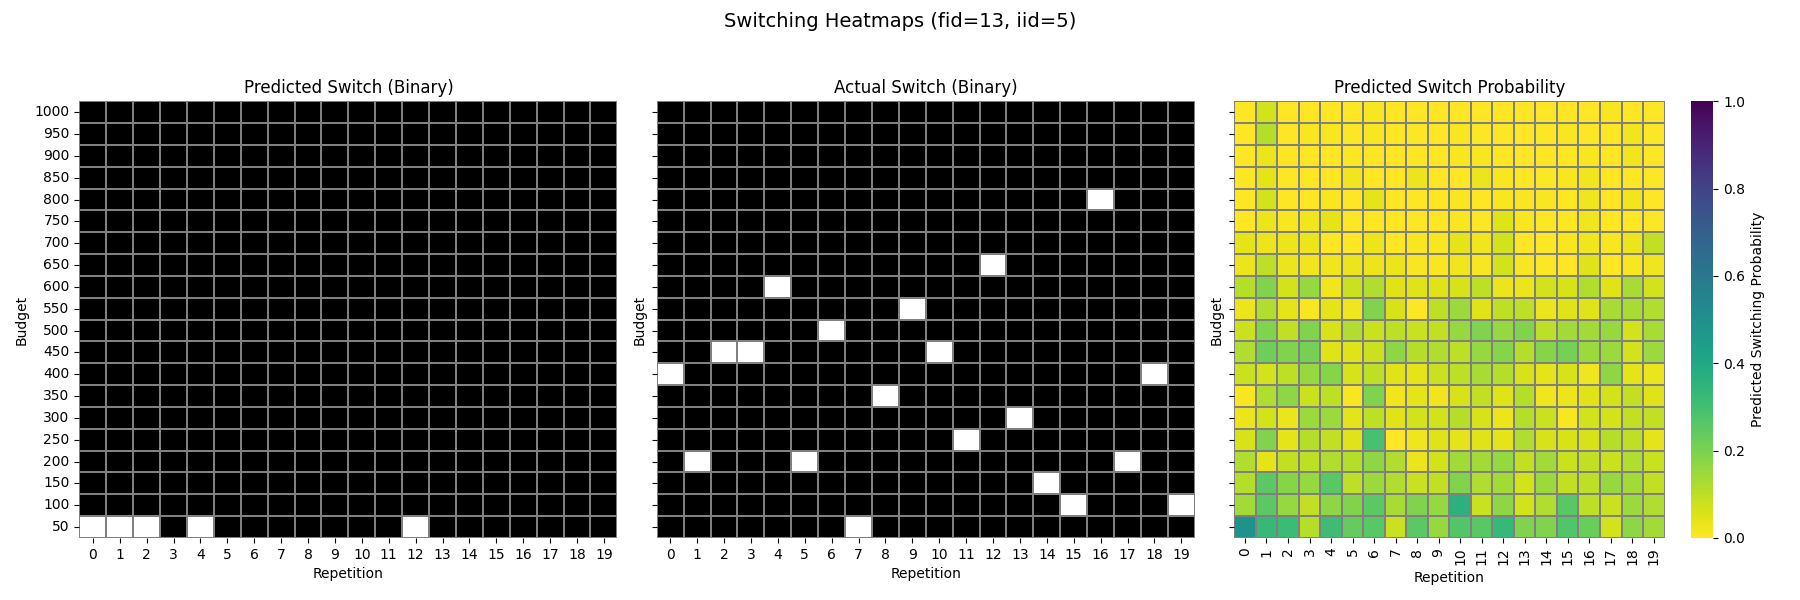 Switching Heatmaps (fid=13, iid=5)
Predicted Switch (Binary)
Budget
1000
950
900
850
800
750
700
650
600
550
500
450
400
350
300
250
200
150
100
50
0 1 2 3 4 5 6 7 8 9 10 11 12 13 14 15 16 17 18 19
Repetition
Actual Switch (Binary)
Budget
0 1 2 3 4 5 6 7 8 9 10 11 12 13 14 15 16 17 18 19
Repetition
Predicted Switch Probability
Budget
0 1 2 3 4 5 6 7 8 9 10 11 12 13 14 15 16 17 18 19
Repetition
1.0
0.8
0.6
0.4
0.2
0.0
Predicted Switching Probability